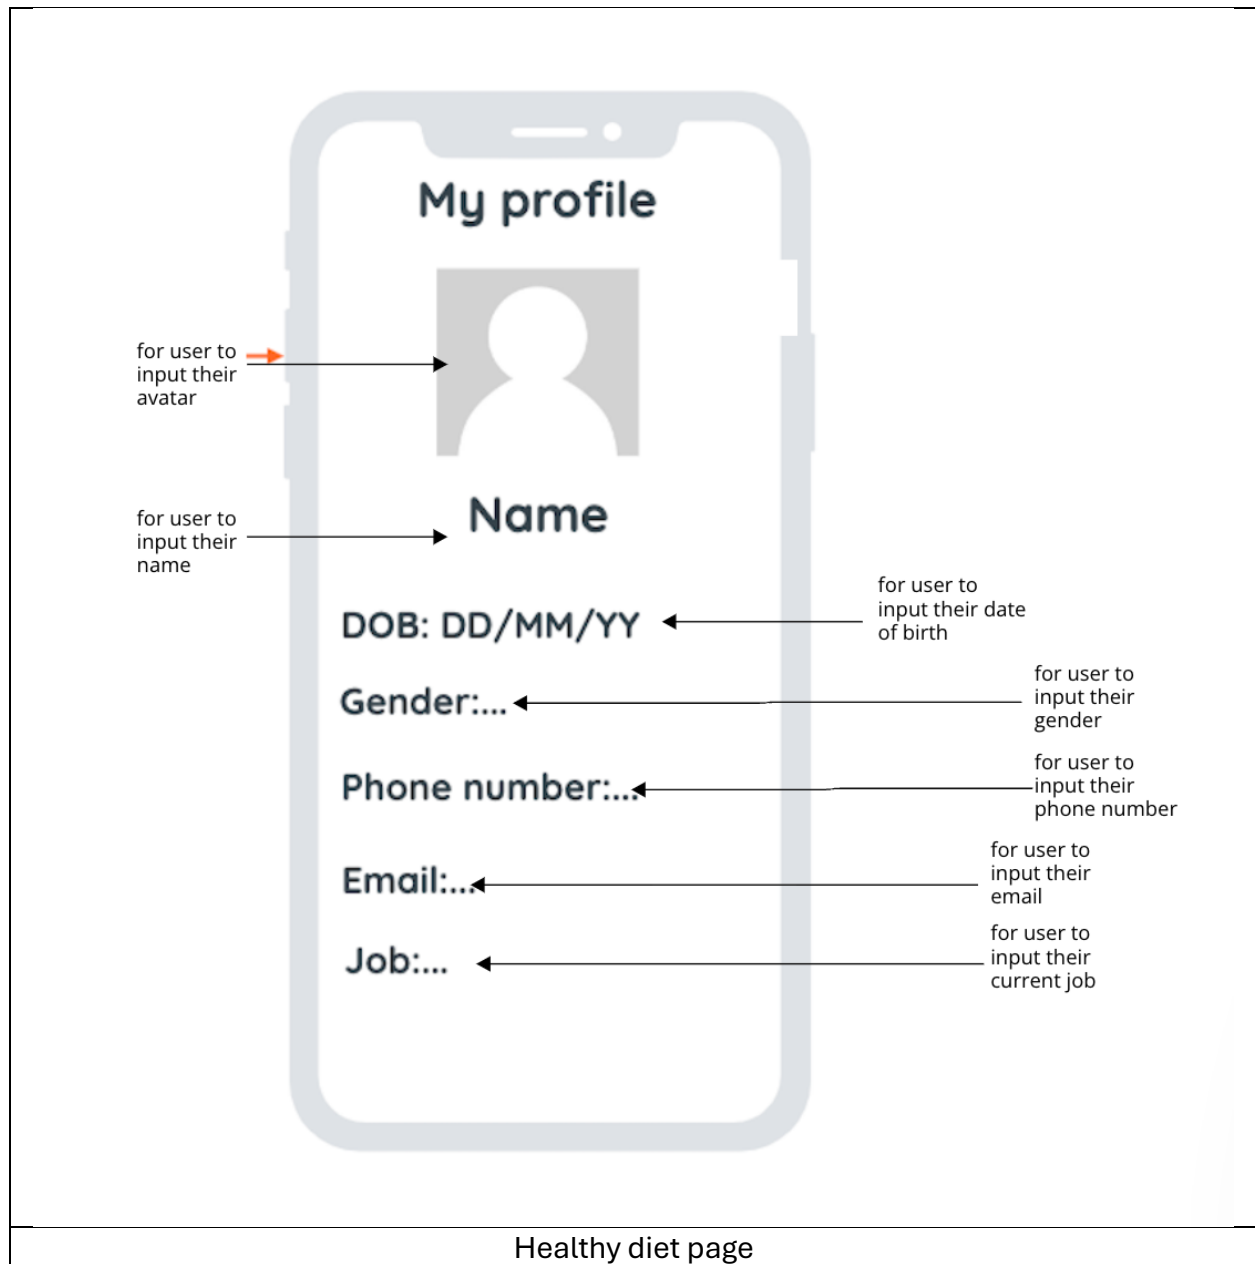 My profile
for user to
input their
avatar
Name
for user to
input their
name
DOB: DD/MM/YY
for user to
input their date
of birth
Gender:...
for user to
input their
gender
Phone number:...
for user to
input their
phone number
Email:...
for user to
input their
email
Job:...
for user to
input their
current job
Healthy diet page